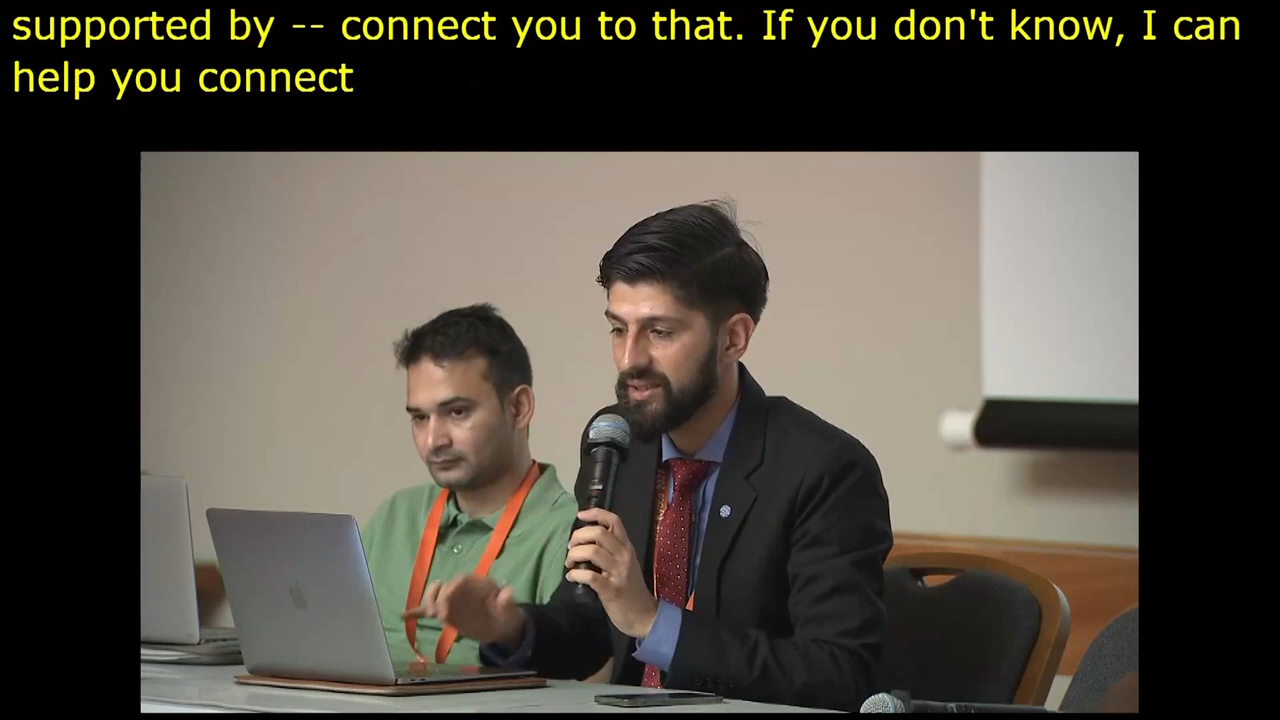 supported by -- connect you to that. If you don't know, I can
help you connect